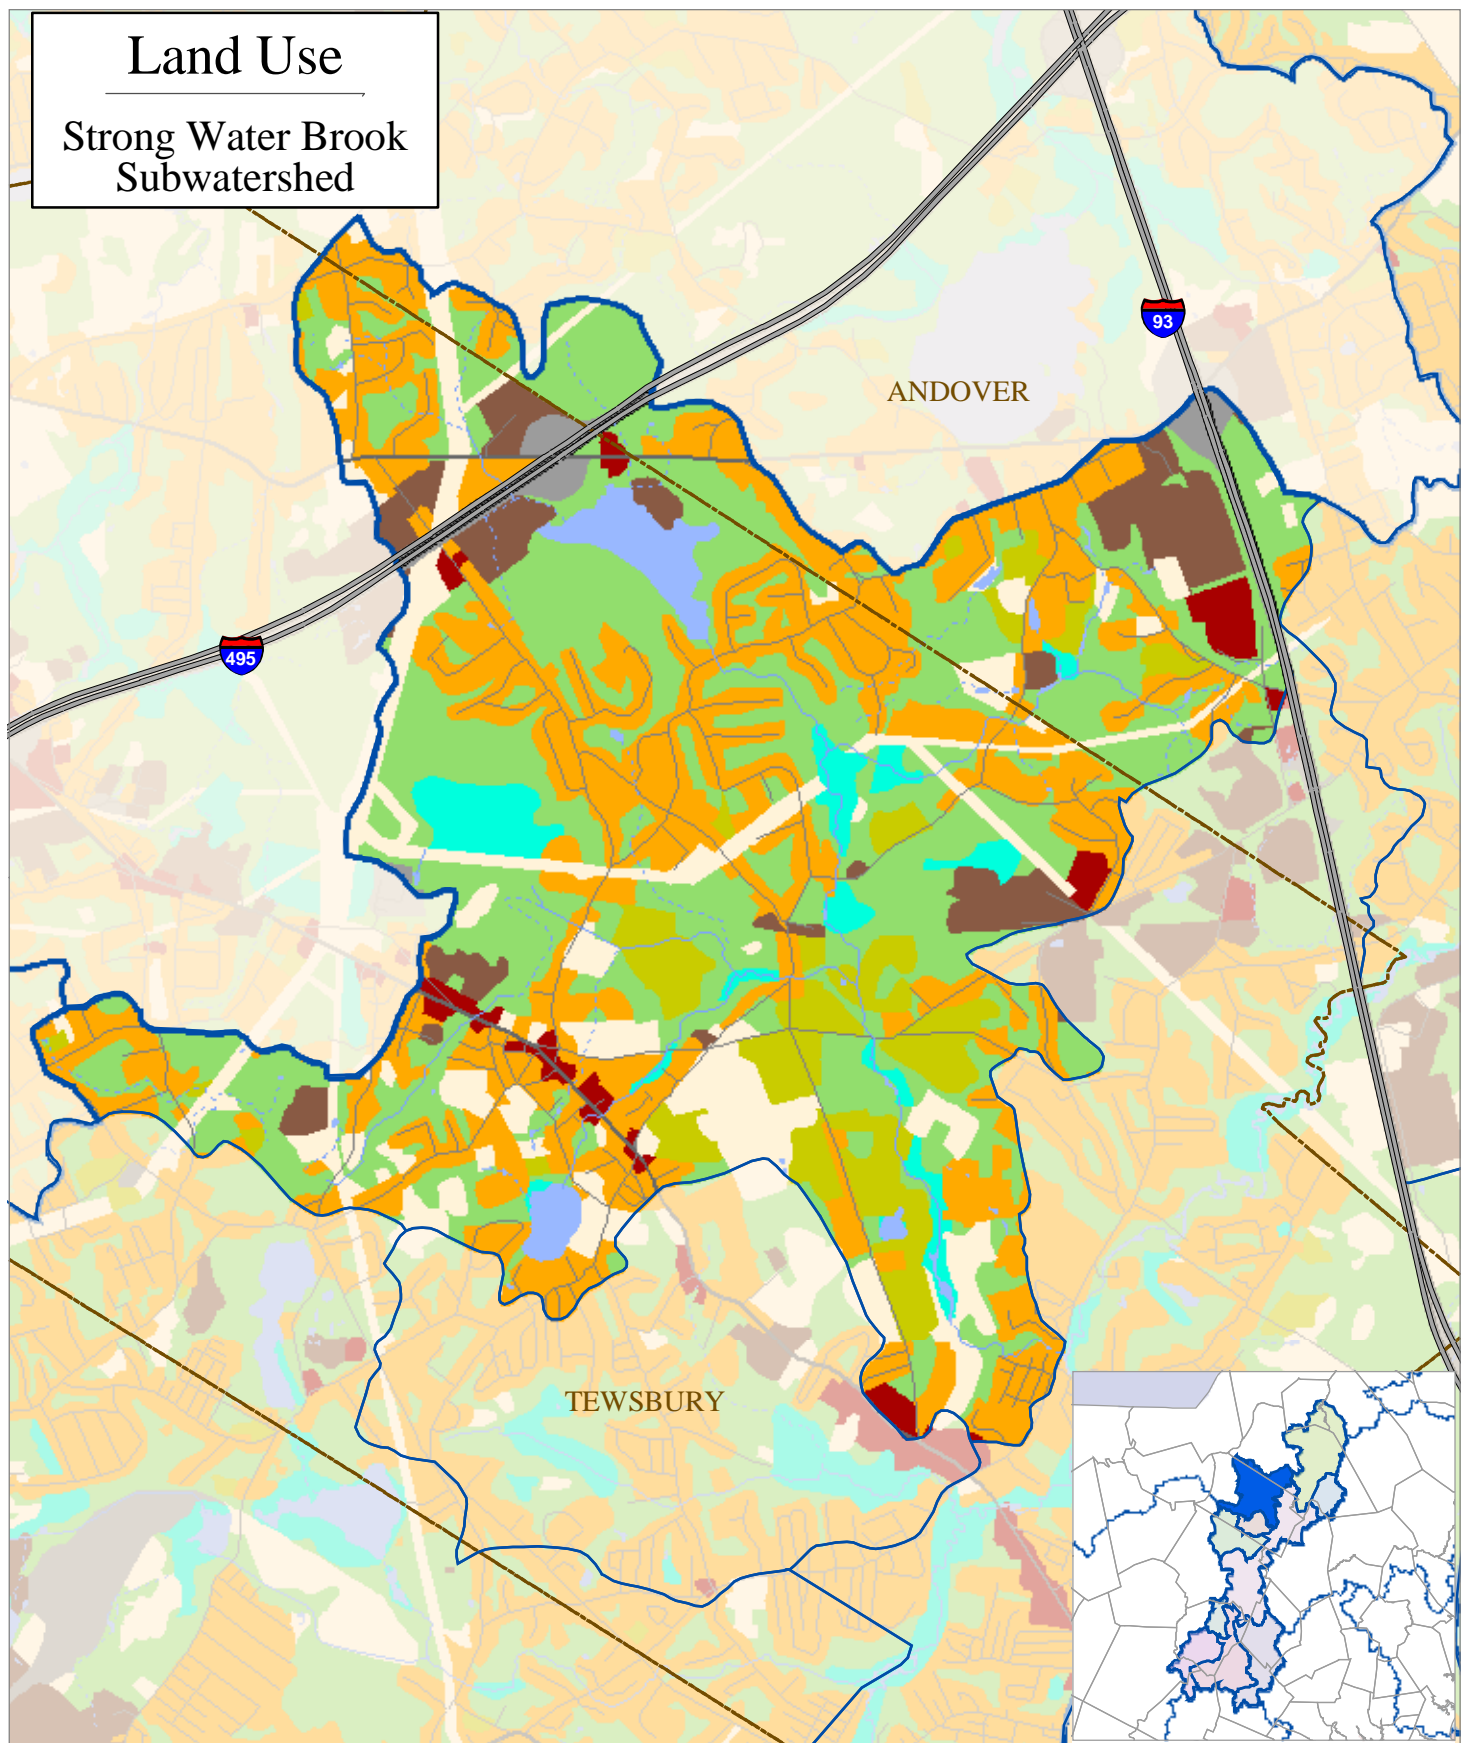 Land Use
Strong Water Brook
Subwatershed
93
ANDOVER
495
TEWSBURY